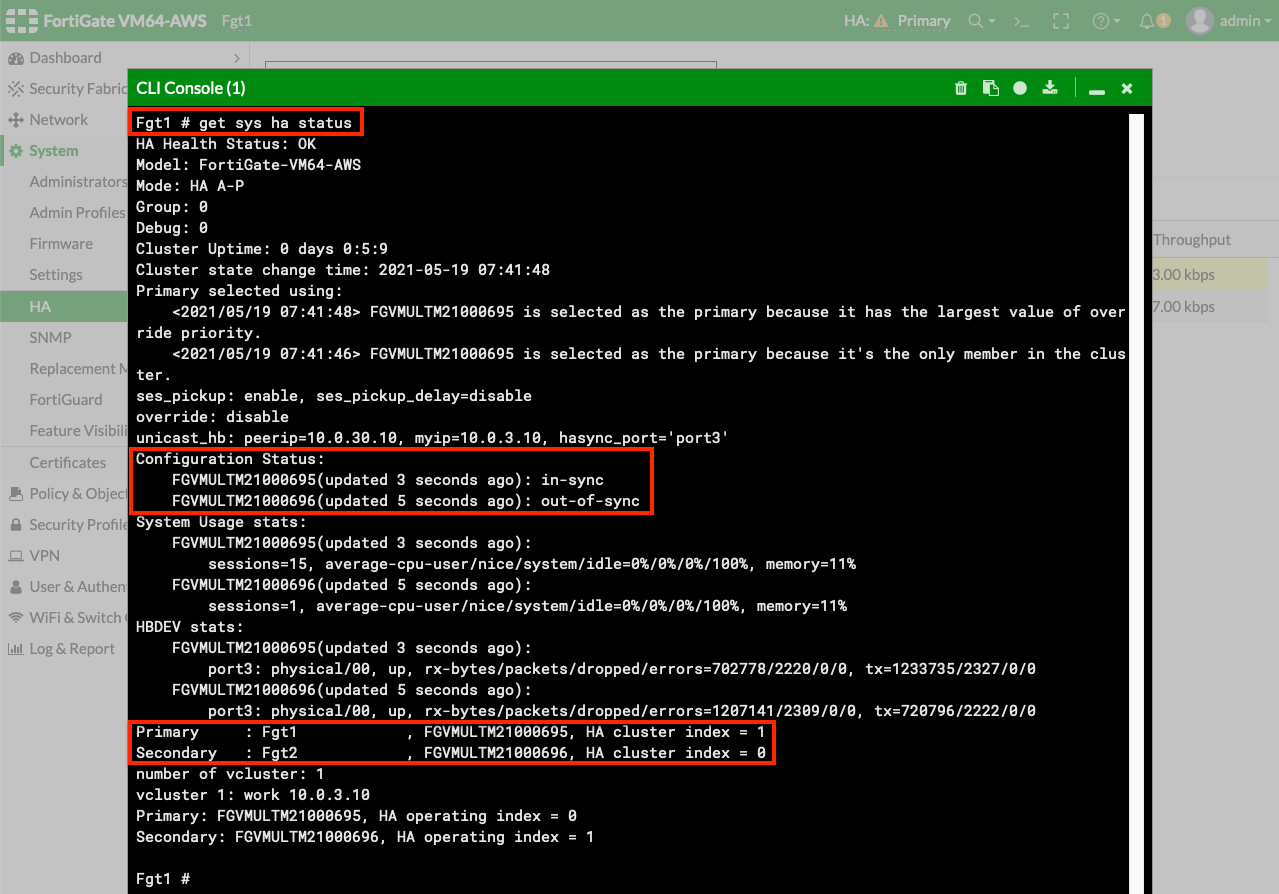 FortiGate VM64-AWS Fgt1
HA: Primary
>_
1
admin
Dashboard
Security Fabric
Network
System
Administrators
Admin Profiles
Firmware
Settings
HA
SNMP
Replacement M
FortiGuard
Feature Visibili
Certificates
Policy & Object
Security Profile
VPN
User & Authen
WiFi & Switch
Log & Report
Throughput
3.00 kbps
7.00 kbps
CLI Console (1)
Fgt1 # get sys ha status
HA Health Status: OK
Model: FortiGate-VM64-AWS
Mode: HA A-P
Group: 0
Debug: 0
Cluster Uptime: 0 days 0:5:9
Cluster state change time: 2021-05-19 07:41:48
Primary selected using:
<2021/05/19 07:41:48> FGVMULTM21000695 is selected as the primary because it has the largest value of over
ride priority.
<2021/05/19 07:41:46> FGVMULTM21000695 is selected as the primary because it's the only member in the clus
ter.
ses_pickup: enable, ses_pickup_delay=disable
override: disable
unicast_hb: peerip=10.0.30.10, myip=10.0.3.10, hasync_port='port3'
Configuration Status:
FGVMULTM21000695(updated 3 seconds ago): in-sync
FGVMULTM21000696(updated 5 seconds ago): out-of-sync
System Usage stats:
FGVMULTM21000695(updated 3 seconds ago):
sessions=15, average-cpu-user/nice/system/idle=0%/0%/0%/100%, memory=11%
FGVMULTM21000696(updated 5 seconds ago):
sessions=1, average-cpu-user/nice/system/idle=0%/0%/0%/100%, memory=11%
HBDEV stats:
FGVMULTM21000695(updated 3 seconds ago):
port3: physical/00, up, rx-bytes/packets/dropped/errors=702778/2220/0/0, tx=1233735/2327/0/0
FGVMULTM21000696(updated 5 seconds ago):
port3: physical/00, up, rx-bytes/packets/dropped/errors=1207141/2309/0/0, tx=720796/2222/0/0
Primary : Fgt1 , FGVMULTM21000695, HA cluster index = 1
Secondary : Fgt2 , FGVMULTM21000696, HA cluster index = 0
number of vcluster: 1
vcluster 1: work 10.0.3.10
Primary: FGVMULTM21000695, HA operating index = 0
Secondary: FGVMULTM21000696, HA operating index = 1
Fgt1 #